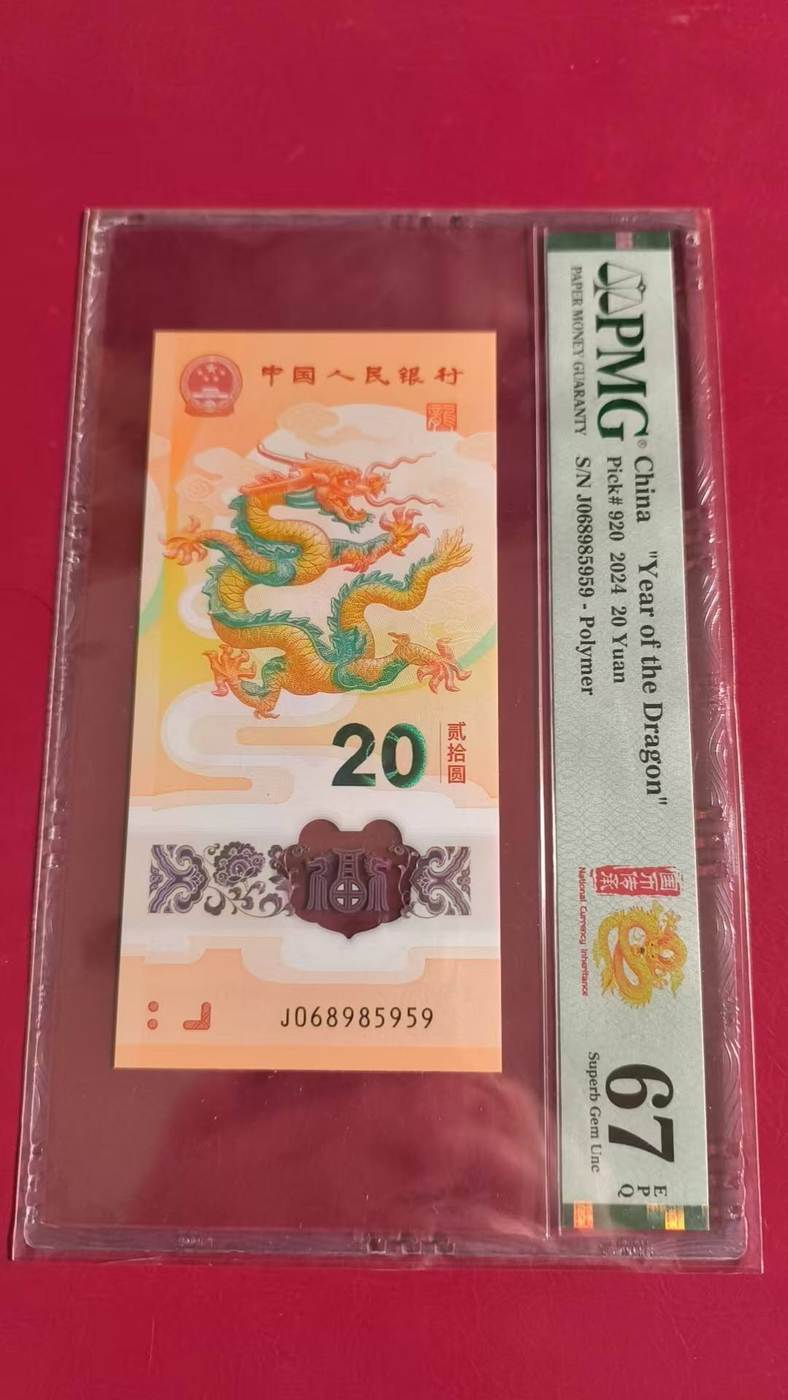 中国人民银行
龍
20
贰拾圆
J068985959
PMG®
PAPER MONEY GUARANTY
China "Year of the Dragon"
Pick# 920 2024 20 Yuan
S/N J068985959 - Polymer
National Currency Inheritance
67 EPQ
Superb Gem Unc